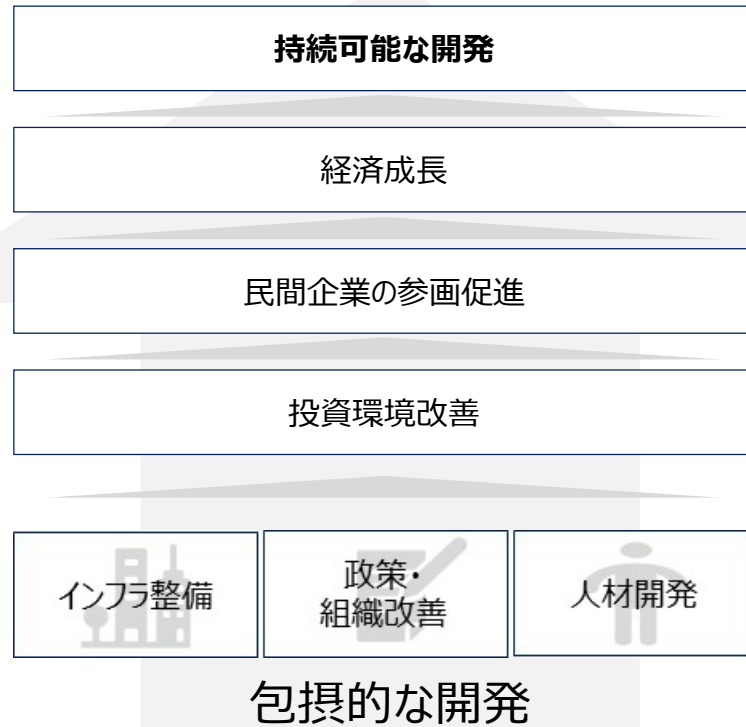 持続可能な開発
経済成長
民間企業の参画促進
投資環境改善
インフラ整備
政策・
組織改善
人材開発
包摂的な開発